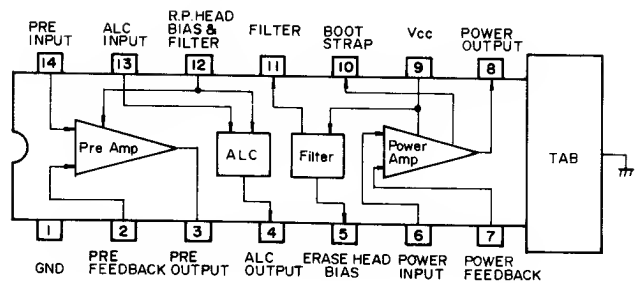 PRE INPUT
ALC INPUT
R.P. HEAD BIAS & FILTER
FILTER
BOOT STRAP
Vcc
POWER OUTPUT
14 13 12 11 10 9 8
Pre Amp
ALC
Filter
Power Amp
TAB
1 2 3 4 5 6 7
GND
PRE FEEDBACK
PRE OUTPUT
ALC OUTPUT
ERASE HEAD BIAS
POWER INPUT
POWER FEEDBACK